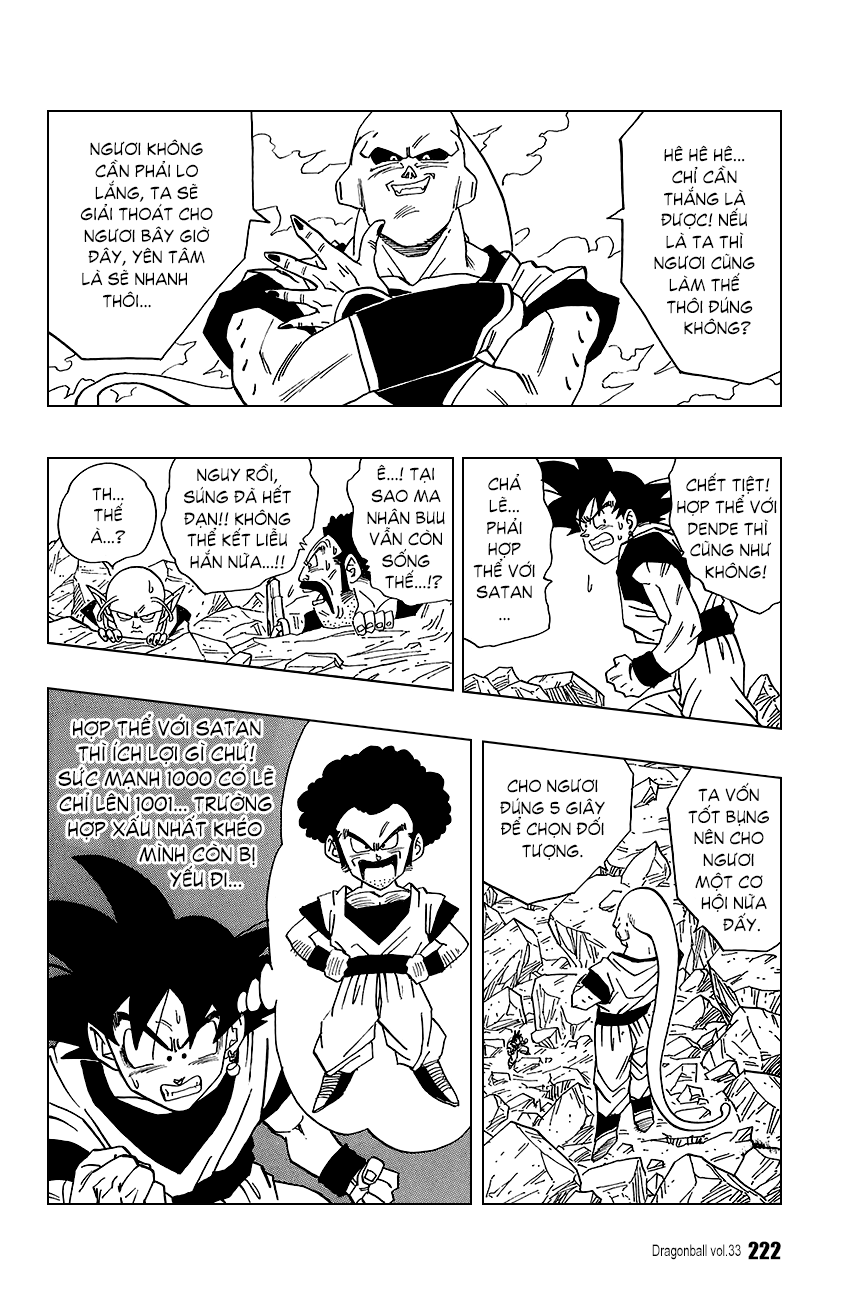 HÊ HÊ HÊ...
CHỈ CẦN
THẮNG LÀ
ĐƯỢC! NẾU
LÀ TA THÌ
NGƯƠI CŨNG
LÀM THẾ
THÔI ĐÚNG
KHÔNG?
NGƯƠI KHÔNG
CẦN PHẢI LO
LẮNG, TA SẼ
GIẢI THOÁT CHO
NGƯƠI BÂY GIỜ
ĐÂY, YÊN TÂM
LÀ SẼ NHANH
THÔI...
CHẾT TIỆT!
HỢP THỂ VỚI
DENDE THÌ
CŨNG NHƯ
KHÔNG!
CHẢ
LẼ...
PHẢI
HỢP
THỂ VỚI
SATAN
...
Ê...! TẠI
SAO MA
NHÂN BUU
VẪN CÒN
SỐNG
THẾ...!?
NGUY RỒI,
SÚNG ĐÃ HẾT
ĐẠN!! KHÔNG
THỂ KẾT LIỄU
HẮN NỮA...!!
TH...
THẾ
À...?
TA VỐN
TỐT BỤNG
NÊN CHO
NGƯƠI
MỘT CƠ
HỘI NỮA
ĐẤY.
CHO NGƯƠI
ĐÚNG 5 GIÂY
ĐỂ CHỌN ĐỐI
TƯỢNG.
HỢP THỂ VỚI SATAN
THÌ ÍCH LỢI GÌ CHỨ!
SỨC MẠNH 1000 CÓ LẼ
CHỈ LÊN 1001... TRƯỜNG
HỢP XẤU NHẤT KHÉO
MÌNH CÒN BỊ
YẾU ĐI...
Dragonball vol.33 222